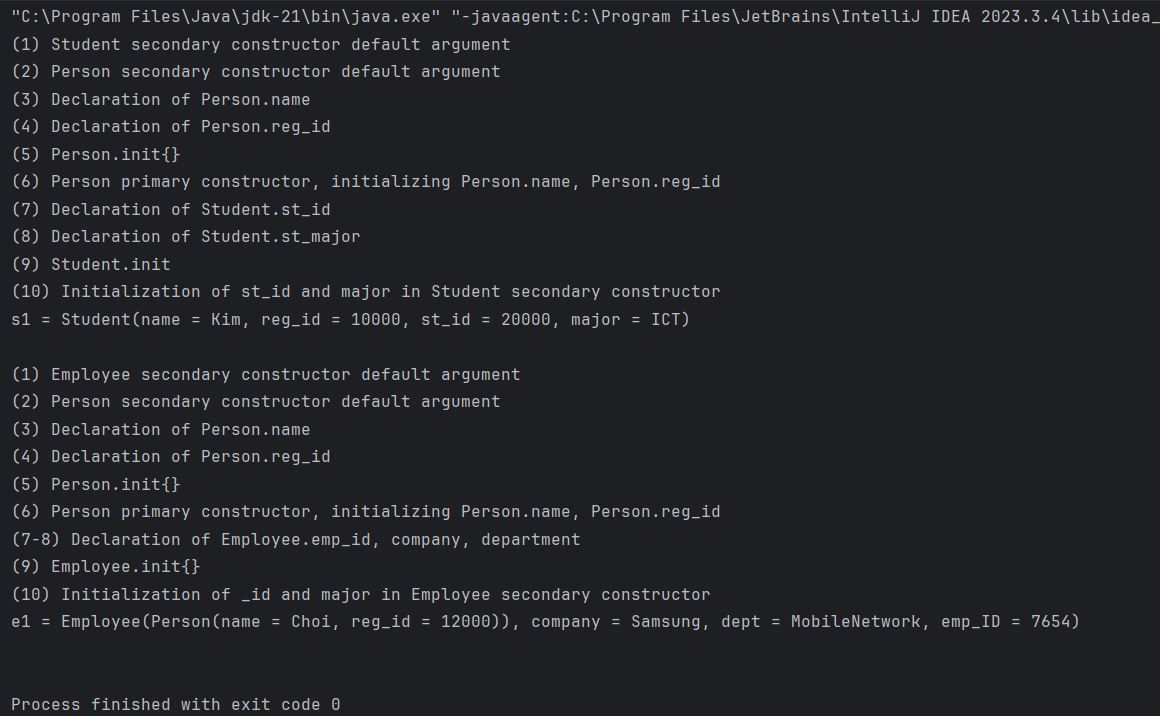 "C:\Program Files\Java\jdk-21\bin\java.exe" "-javaagent:C:\Program Files\JetBrains\IntelliJ IDEA 2023.3.4\lib\idea_
(1) Student secondary constructor default argument
(2) Person secondary constructor default argument
(3) Declaration of Person.name
(4) Declaration of Person.reg_id
(5) Person.init{}
(6) Person primary constructor, initializing Person.name, Person.reg_id
(7) Declaration of Student.st_id
(8) Declaration of Student.st_major
(9) Student.init
(10) Initialization of st_id and major in Student secondary constructor
s1 = Student(name = Kim, reg_id = 10000, st_id = 20000, major = ICT)
(1) Employee secondary constructor default argument
(2) Person secondary constructor default argument
(3) Declaration of Person.name
(4) Declaration of Person.reg_id
(5) Person.init{}
(6) Person primary constructor, initializing Person.name, Person.reg_id
(7-8) Declaration of Employee.emp_id, company, department
(9) Employee.init{}
(10) Initialization of _id and major in Employee secondary constructor
e1 = Employee(Person(name = Choi, reg_id = 12000)), company = Samsung, dept = MobileNetwork, emp_ID = 7654)
Process finished with exit code 0